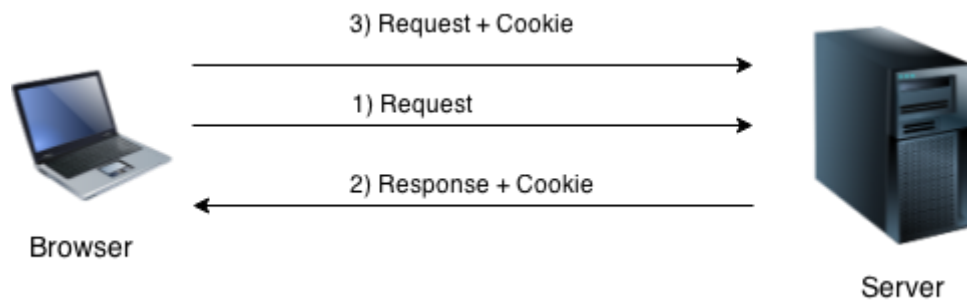 3) Request + Cookie
1) Request
2) Response + Cookie
Browser
Server